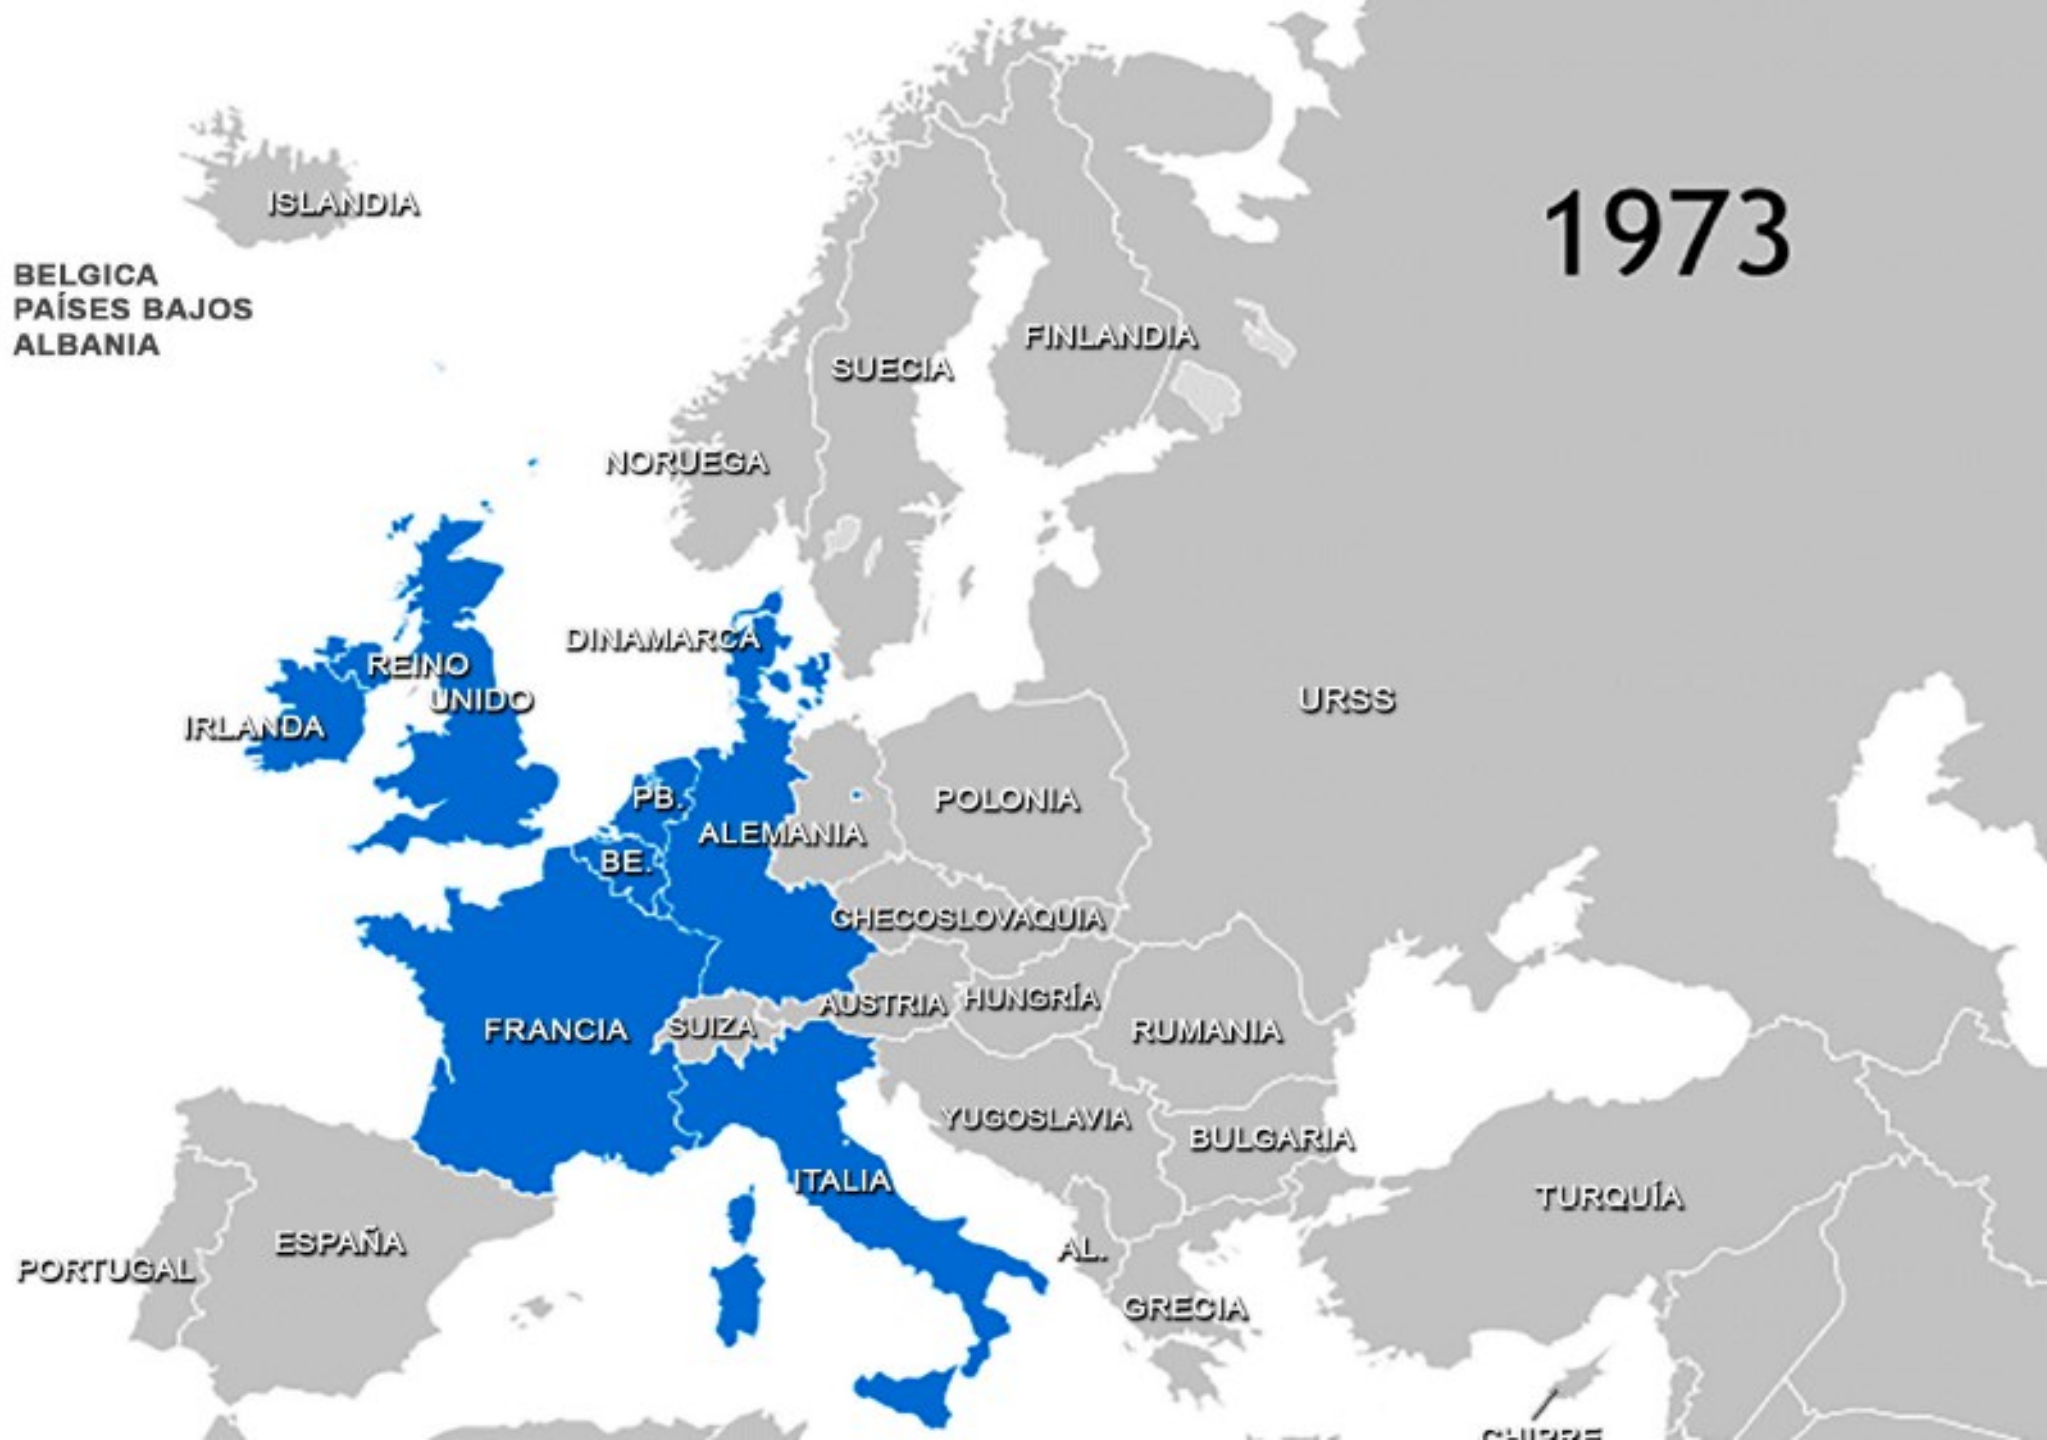 ISLANDIA
1973
BELGICA
PAÍSES BAJOS
ALBANIA
FINLANDIA
SUECIA
NORUEGA
DINAMARCA
REINO
UNIDO
IRLANDA
URSS
PB.
POLONIA
ALEMANIA
BE.
CHECOSLOVAQUIA
AUSTRIA
HUNGRÍA
FRANCIA
SUIZA
RUMANIA
YUGOSLAVIA
BULGARIA
ITALIA
TURQUÍA
ESPAÑA
AL.
PORTUGAL
GRECIA
CHIPRE